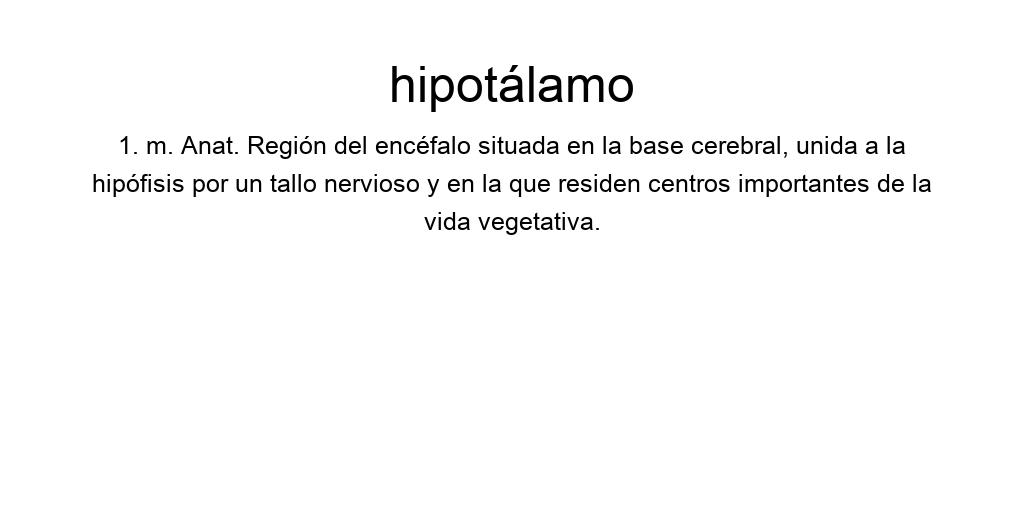 hipotálamo
1. m. Anat. Región del encéfalo situada en la base cerebral, unida a la
hipófisis por un tallo nervioso y en la que residen centros importantes de la
vida vegetativa.